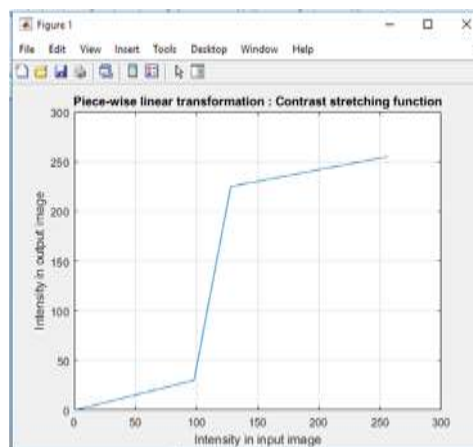 Figure 1
File Edit View Insert Tools Desktop Window Help
Piece-wise linear transformation : Contrast stretching function
300
250
200
150
100
50
0
0 50 100 150 200 250 300
Intensity in output image
Intensity in input image